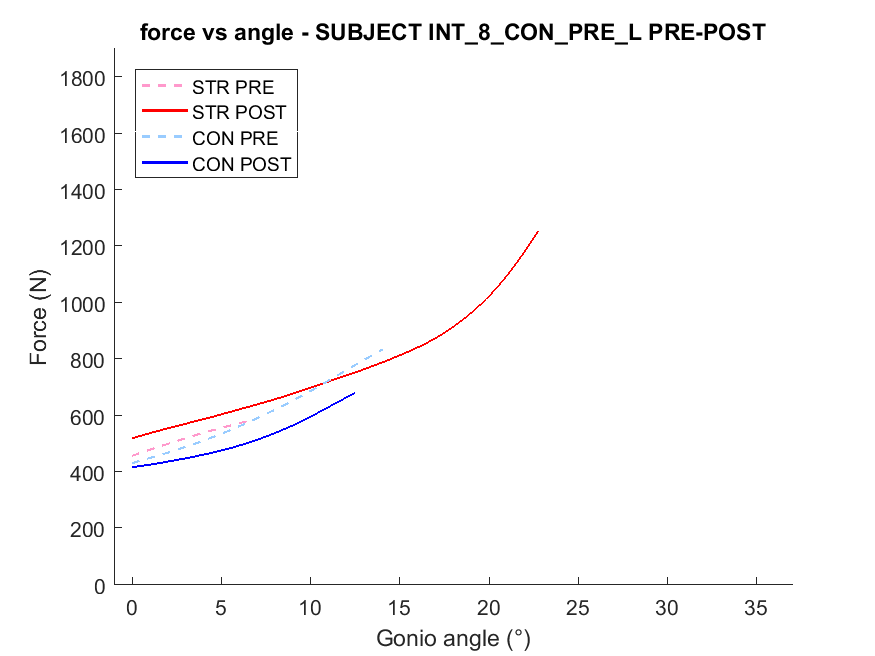 force vs angle - SUBJECT INT_8_CON_PRE_L PRE-POST
STR PRE
STR POST
CON PRE
CON POST
1800
1600
1400
1200
1000
800
600
400
200
0
Force (N)
0 5 10 15 20 25 30 35
Gonio angle (°)